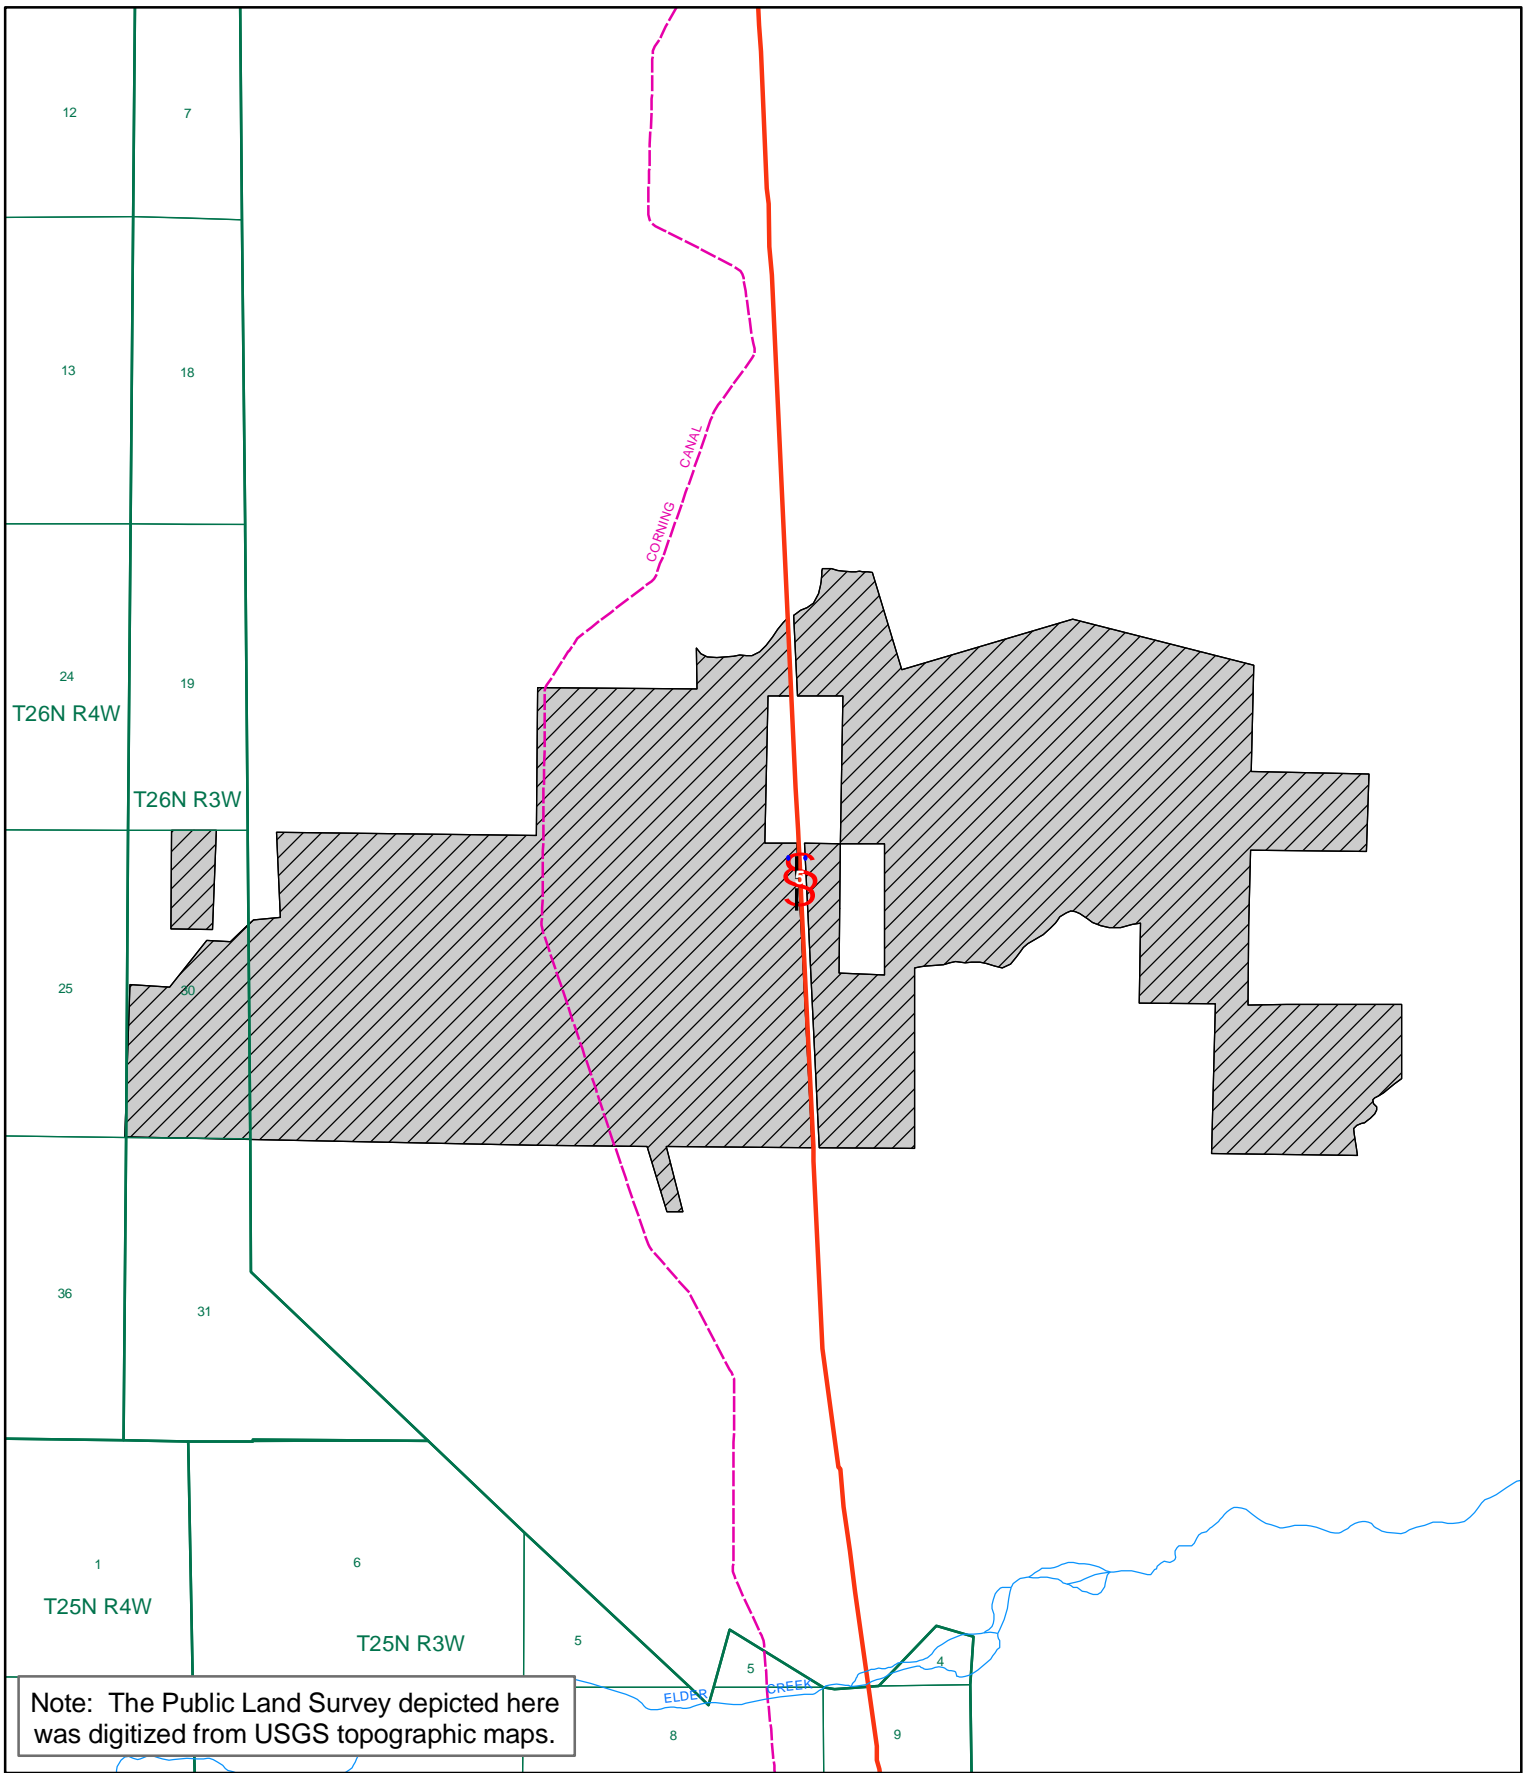 12
7
13
18
CANAL
CORNING
24
19
T26N R4W
T26N R3W
5
25
30
36
31
1
6
T25N R4W
T25N R3W
5
5
4
ELDER CREEK
8
9
Note: The Public Land Survey depicted here
was digitized from USGS topographic maps.